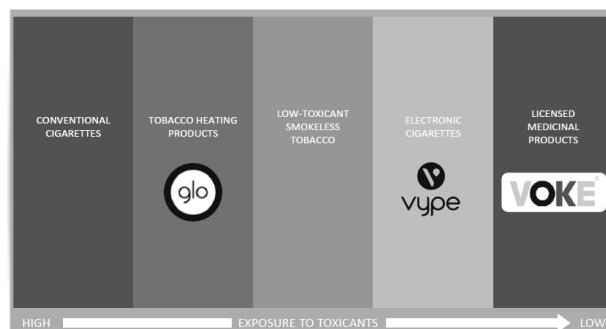 CONVENTIONAL
CIGARETTES
TOBACCO HEATING
PRODUCTS
glo
LOW-TOXICANT
SMOKELESS
TOBACCO
ELECTRONIC
CIGARETTES
vype
LICENSED
MEDICINAL
PRODUCTS
VOKE
HIGH EXPOSURE TO TOXICANTS LOW